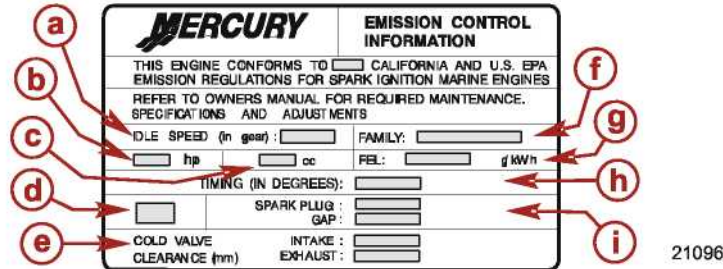 MERCURY
EMISSION CONTROL
INFORMATION
THIS ENGINE CONFORMS TO CALIFORNIA AND U.S. EPA
EMISSION REGULATIONS FOR SPARK IGNITION MARINE ENGINES
REFER TO OWNERS MANUAL FOR REQUIRED MAINTENANCE.
SPECIFICATIONS AND ADJUSTMENTS
a
IDLE SPEED (in gear) :
FAMILY:
f
b
hp
cc
FEL: g/kWh
g
c
TIMING (IN DEGREES):
h
d
SPARK PLUG :
GAP :
i
e
COLD VALVE
CLEARANCE (mm)
INTAKE :
EXHAUST :
21096